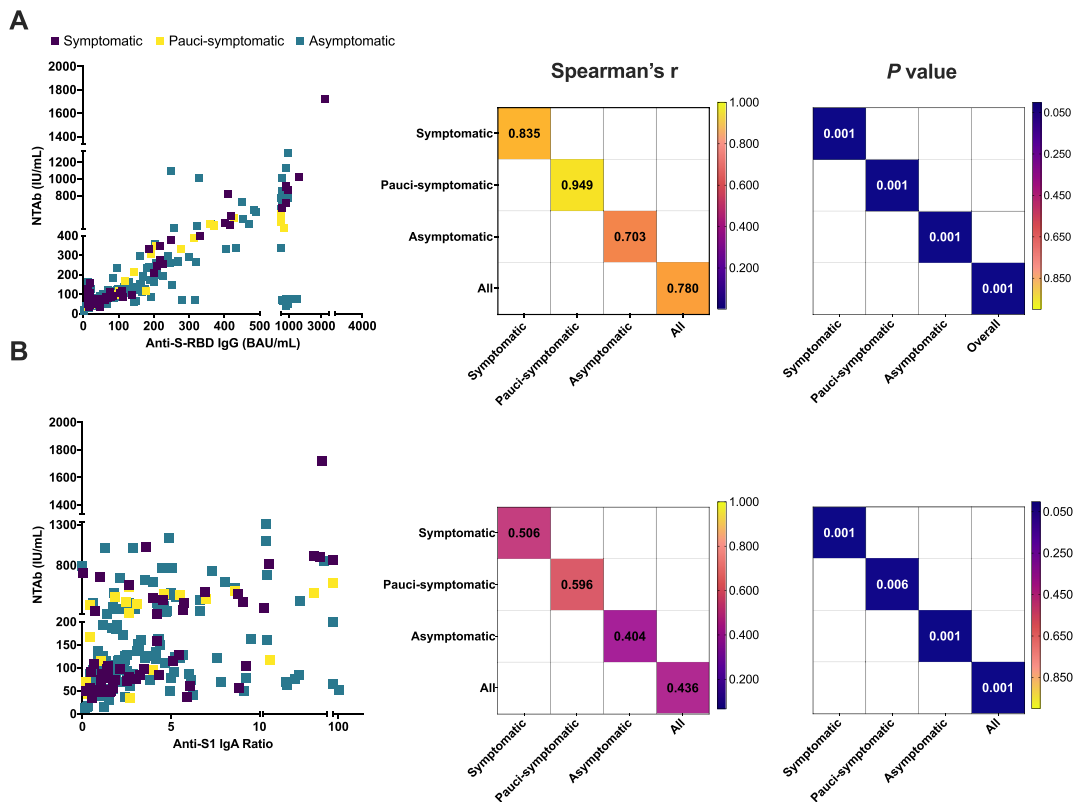 A
Symptomatic Pauci-symptomatic Asymptomatic
Spearman's r
P value
NTAb (IU/mL)
2000
1800
1600
1400
1200
1000
800
600
400
300
200
100
0
0 100 200 300 400 500 1000 3000 4000
Anti-S-RBD IgG (BAU/mL)
Symptomatic
Pauci-symptomatic
Asymptomatic
All
0.835
0.949
0.703
0.780
Symptomatic
Pauci-symptomatic
Asymptomatic
All
1.000
0.800
0.600
0.400
0.200
0.001
0.001
0.001
0.001
Symptomatic
Pauci-symptomatic
Asymptomatic
Overall
0.050
0.250
0.450
0.650
0.850
B
NTAb (IU/mL)
2000
1800
1600
1400
1300
800
200
150
100
50
0
0 5 10 100
Anti-S1 IgA Ratio
Symptomatic
Pauci-symptomatic
Asymptomatic
All
0.506
0.596
0.404
0.436
Symptomatic
Pauci-symptomatic
Asymptomatic
All
1.000
0.800
0.600
0.400
0.200
0.001
0.006
0.001
0.001
Symptomatic
Pauci-symptomatic
Asymptomatic
All
0.050
0.250
0.450
0.650
0.850